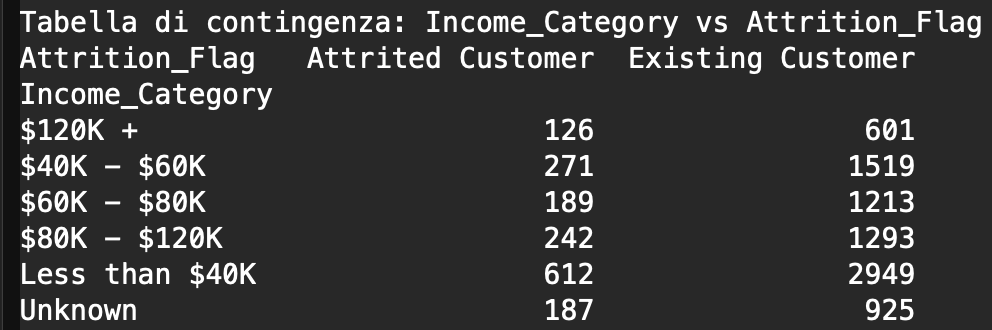 Tabella di contingenza: Income_Category vs Attrition_Flag
Attrition_Flag   Attrited Customer  Existing Customer
Income_Category
$120K +                        126                601
$40K – $60K                    271               1519
$60K – $80K                    189               1213
$80K – $120K                   242               1293
Less than $40K                 612               2949
Unknown                        187                925